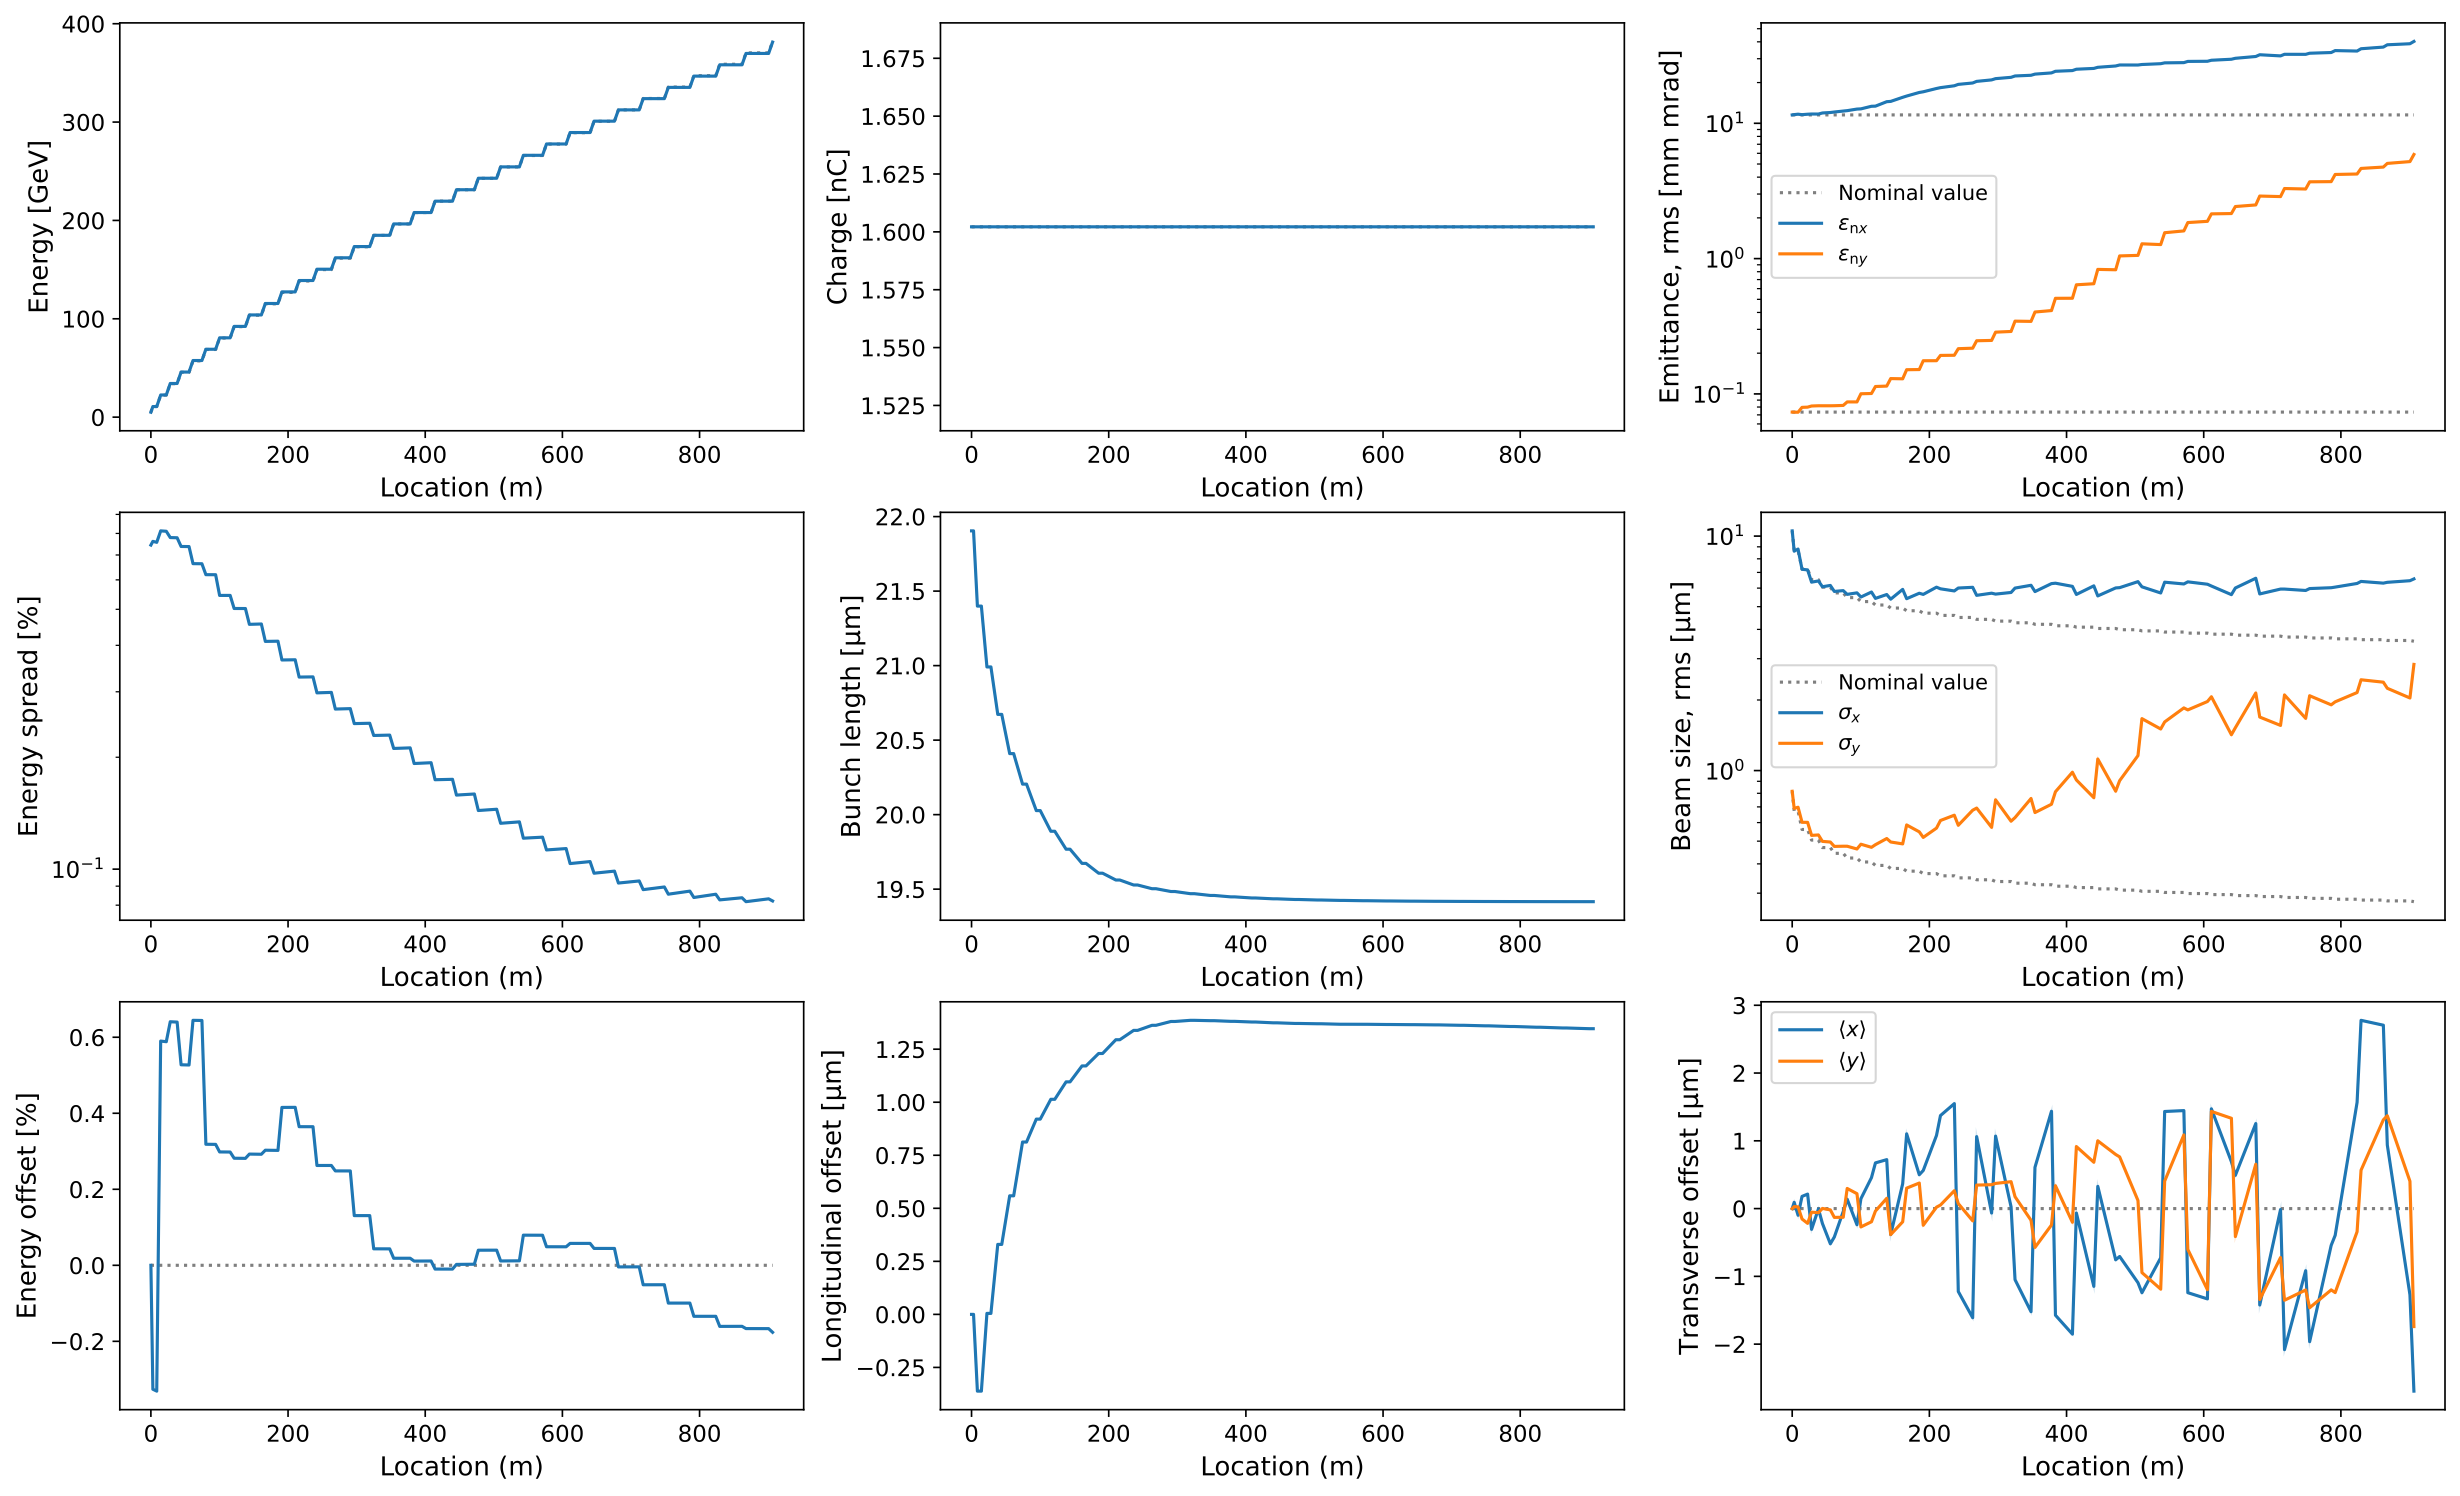 400
300
200
100
0
Energy [GeV]
0 200 400 600 800
Location (m)
1.675
1.650
1.625
1.600
1.575
1.550
1.525
Charge [nC]
0 200 400 600 800
Location (m)
10¹
10⁰
10⁻¹
Emittance, rms [mm mrad]
Nominal value
εnx
εny
0 200 400 600 800
Location (m)
10⁻¹
Energy spread [%]
0 200 400 600 800
Location (m)
22.0
21.5
21.0
20.5
20.0
19.5
Bunch length [μm]
0 200 400 600 800
Location (m)
10¹
10⁰
Beam size, rms [μm]
Nominal value
σx
σy
0 200 400 600 800
Location (m)
0.6
0.4
0.2
0.0
−0.2
Energy offset [%]
0 200 400 600 800
Location (m)
1.25
1.00
0.75
0.50
0.25
0.00
−0.25
Longitudinal offset [μm]
0 200 400 600 800
Location (m)
3
2
1
0
−1
−2
Transverse offset [μm]
⟨x⟩
⟨y⟩
0 200 400 600 800
Location (m)